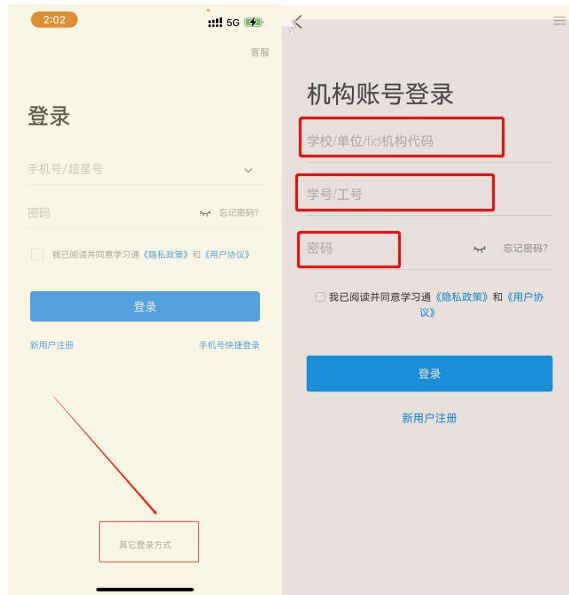 2:02
5G
客服
登录
手机号/超星号
密码
忘记密码?
我已阅读并同意学习通《隐私政策》和《用户协议》
登录
新用户注册
手机号快捷登录
其它登录方式
机构账号登录
学校/单位/fid机构代码
学号/工号
密码
忘记密码?
我已阅读并同意学习通《隐私政策》和《用户协
议》
登录
新用户注册